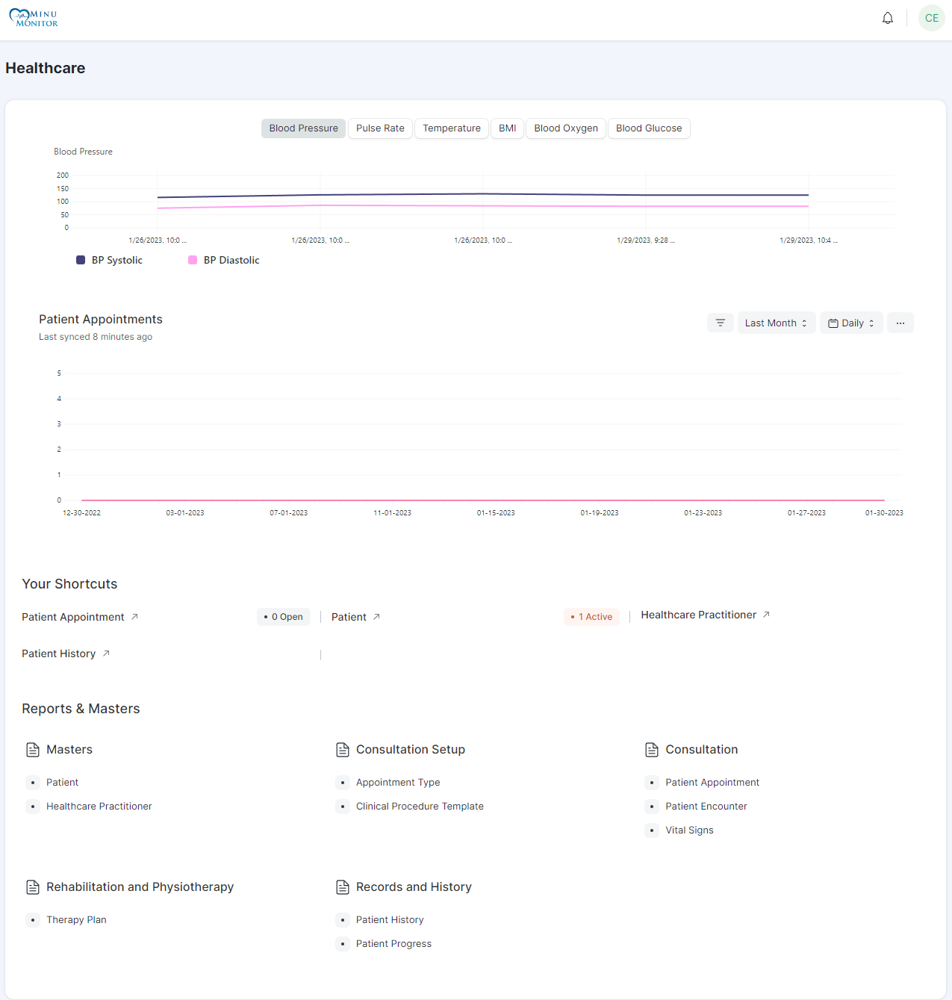 MINU
MONITOR
CE
Healthcare
Blood Pressure Pulse Rate Temperature BMI Blood Oxygen Blood Glucose
Blood Pressure
200
150
100
50
0
1/26/2023, 10:0 ... 1/26/2023, 10:0 ... 1/26/2023, 10:0 ... 1/29/2023, 9:28 ... 1/29/2023, 10:4 ...
BP Systolic BP Diastolic
Patient Appointments
Last Month Daily ...
Last synced 8 minutes ago
5
4
3
2
1
0
12-30-2022 03-01-2023 07-01-2023 11-01-2023 01-15-2023 01-19-2023 01-23-2023 01-27-2023 01-30-2023
Your Shortcuts
Patient Appointment 0 Open Patient 1 Active Healthcare Practitioner
Patient History
Reports & Masters
Masters
Patient
Healthcare Practitioner
Consultation Setup
Appointment Type
Clinical Procedure Template
Consultation
Patient Appointment
Patient Encounter
Vital Signs
Rehabilitation and Physiotherapy
Therapy Plan
Records and History
Patient History
Patient Progress